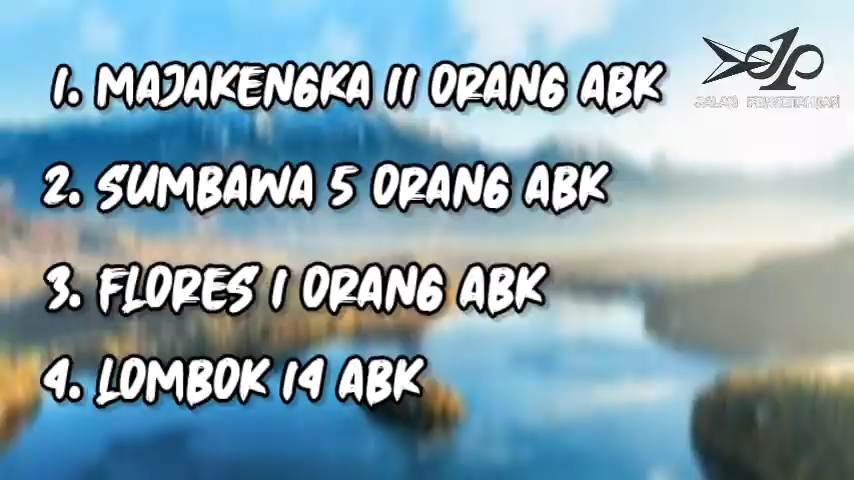 1. MAJAKENGKA 11 ORANG ABK
2. SUMBAWA 5 ORANG ABK
3. FLORES 1 ORANG ABK
4. LOMBOK 14 ABK